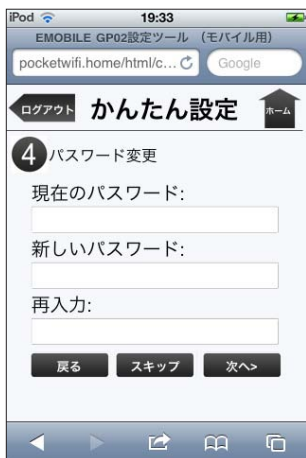 iPod 19:33
EMOBILE GP02設定ツール （モバイル用）
pocketwifi.home/html/c... Google
ログアウト かんたん設定 ホーム
4 パスワード変更
現在のパスワード:
新しいパスワード:
再入力:
戻る スキップ 次へ>